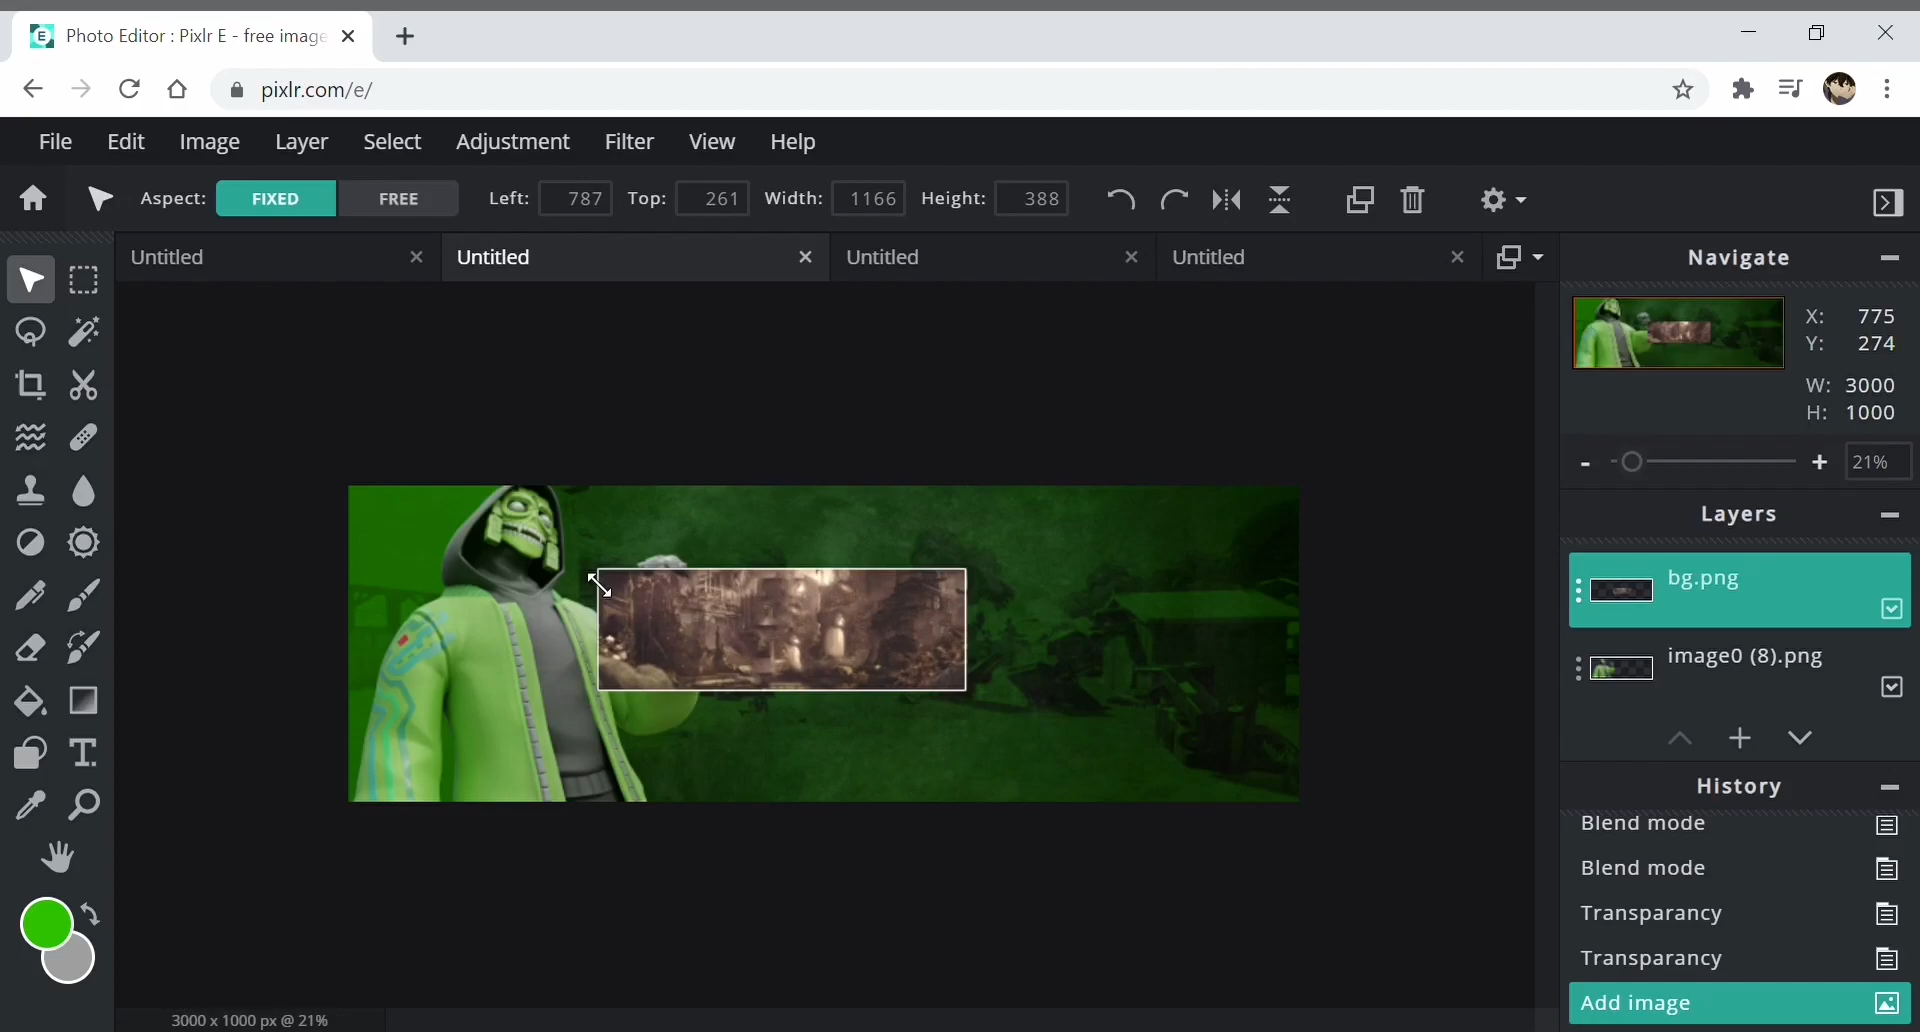 Photo Editor : Pixlr E - free image
pixlr.com/e/
File Edit Image Layer Select Adjustment Filter View Help
Aspect: FIXED FREE Left: 787 Top: 261 Width: 1166 Height: 388
Untitled Untitled Untitled Untitled
Navigate
X: 775
Y: 274
W: 3000
H: 1000
- + 21%
Layers
bg.png
image0 (8).png
History
Blend mode
Blend mode
Transparancy
Transparancy
Add image
3000 x 1000 px @ 21%